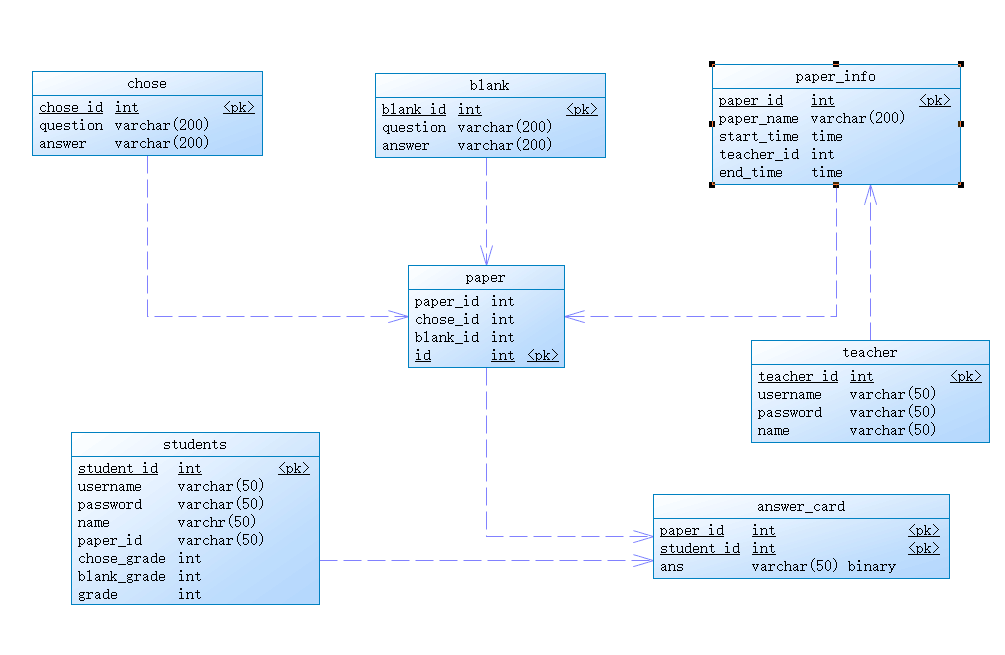 chose
chose_id int <pk>
question varchar(200)
answer varchar(200)
blank
blank_id int <pk>
question varchar(200)
answer varchar(200)
paper_info
paper_id int <pk>
paper_name varchar(200)
start_time time
teacher_id int
end_time time
paper
paper_id int
chose_id int
blank_id int
id int <pk>
teacher
teacher_id int <pk>
username varchar(50)
password varchar(50)
name varchar(50)
students
student_id int <pk>
username varchar(50)
password varchar(50)
name varchr(50)
paper_id varchar(50)
chose_grade int
blank_grade int
grade int
answer_card
paper_id int <pk>
student_id int <pk>
ans varchar(50) binary